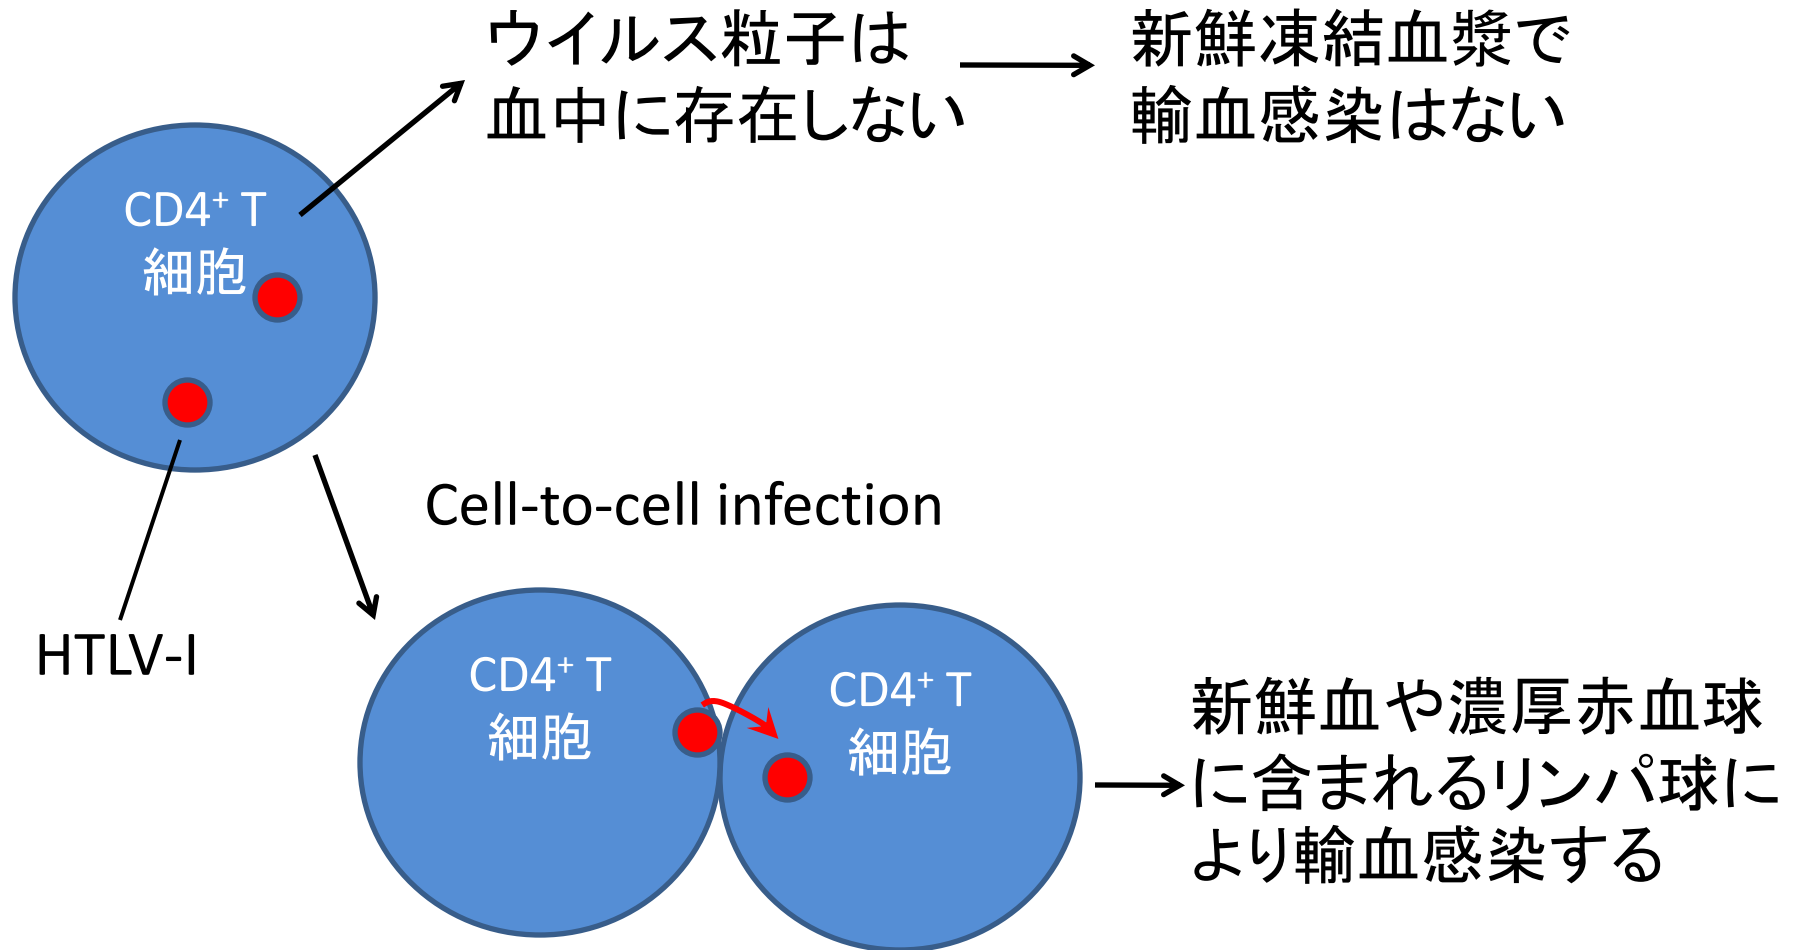 ウイルス粒子は
血中に存在しない
新鮮凍結血漿で
輸血感染はない
CD4⁺ T
細胞
HTLV-I
Cell-to-cell infection
CD4⁺ T
細胞
CD4⁺ T
細胞
新鮮血や濃厚赤血球
に含まれるリンパ球に
より輸血感染する